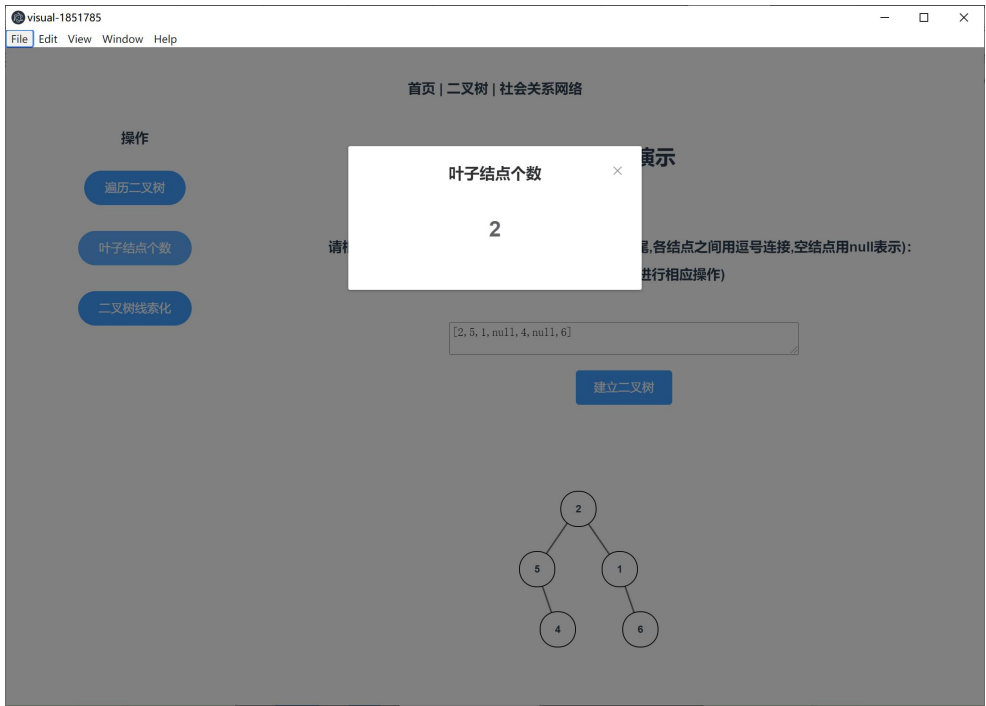 visual-1851785
File Edit View Window Help
首页 | 二叉树 | 社会关系网络
操作
遍历二叉树
叶子结点个数
二叉树线索化
演示
叶子结点个数
2
各结点之间用逗号连接,空结点用null表示):
进行相应操作)
[2,5,1,null,4,null,6]
建立二叉树
2
5
1
4
6